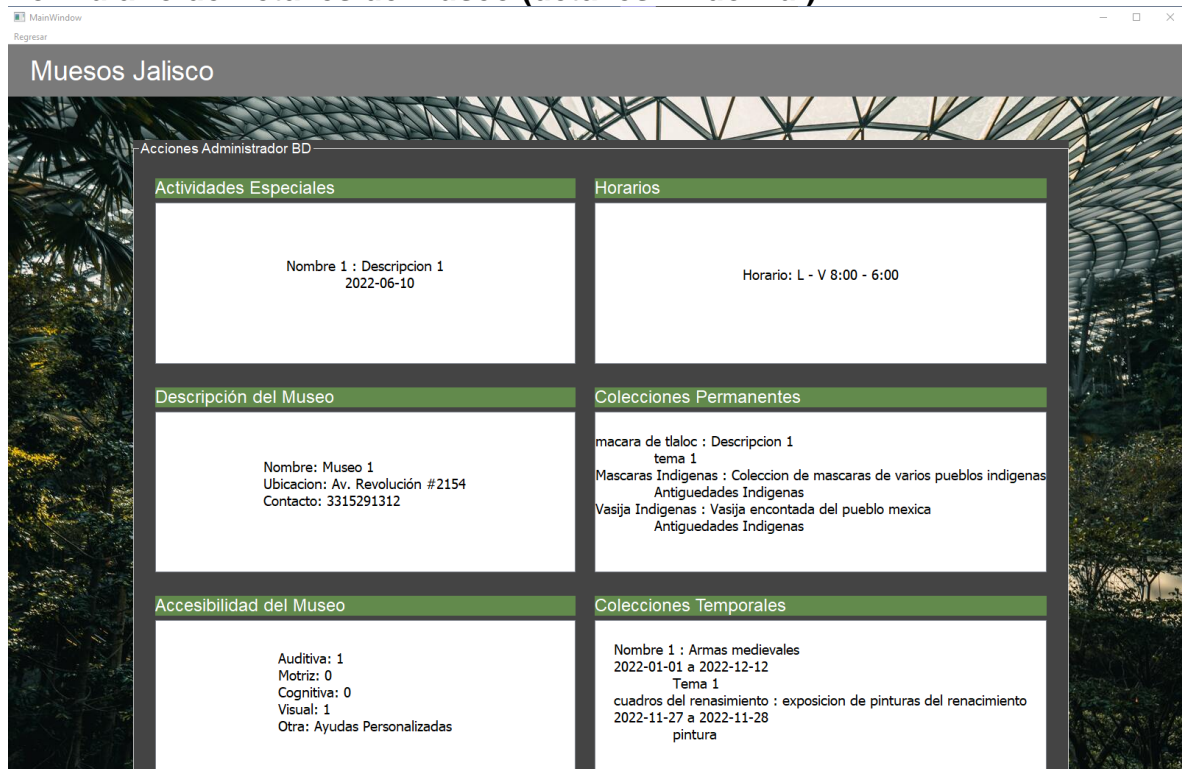 MainWindow
Regresar
Muesos Jalisco
Acciones Administrador BD
Actividades Especiales
Nombre 1 : Descripcion 1
2022-06-10
Horarios
Horario: L - V 8:00 - 6:00
Descripción del Museo
Nombre: Museo 1
Ubicacion: Av. Revolución #2154
Contacto: 3315291312
Colecciones Permanentes
macara de tlaloc : Descripcion 1
tema 1
Mascaras Indigenas : Coleccion de mascaras de varios pueblos indigenas
Antiguedades Indigenas
Vasija Indigenas : Vasija encontada del pueblo mexica
Antiguedades Indigenas
Accesibilidad del Museo
Auditiva: 1
Motriz: 0
Cognitiva: 0
Visual: 1
Otra: Ayudas Personalizadas
Colecciones Temporales
Nombre 1 : Armas medievales
2022-01-01 a 2022-12-12
Tema 1
cuadros del renasimiento : exposicion de pinturas del renacimiento
2022-11-27 a 2022-11-28
pintura